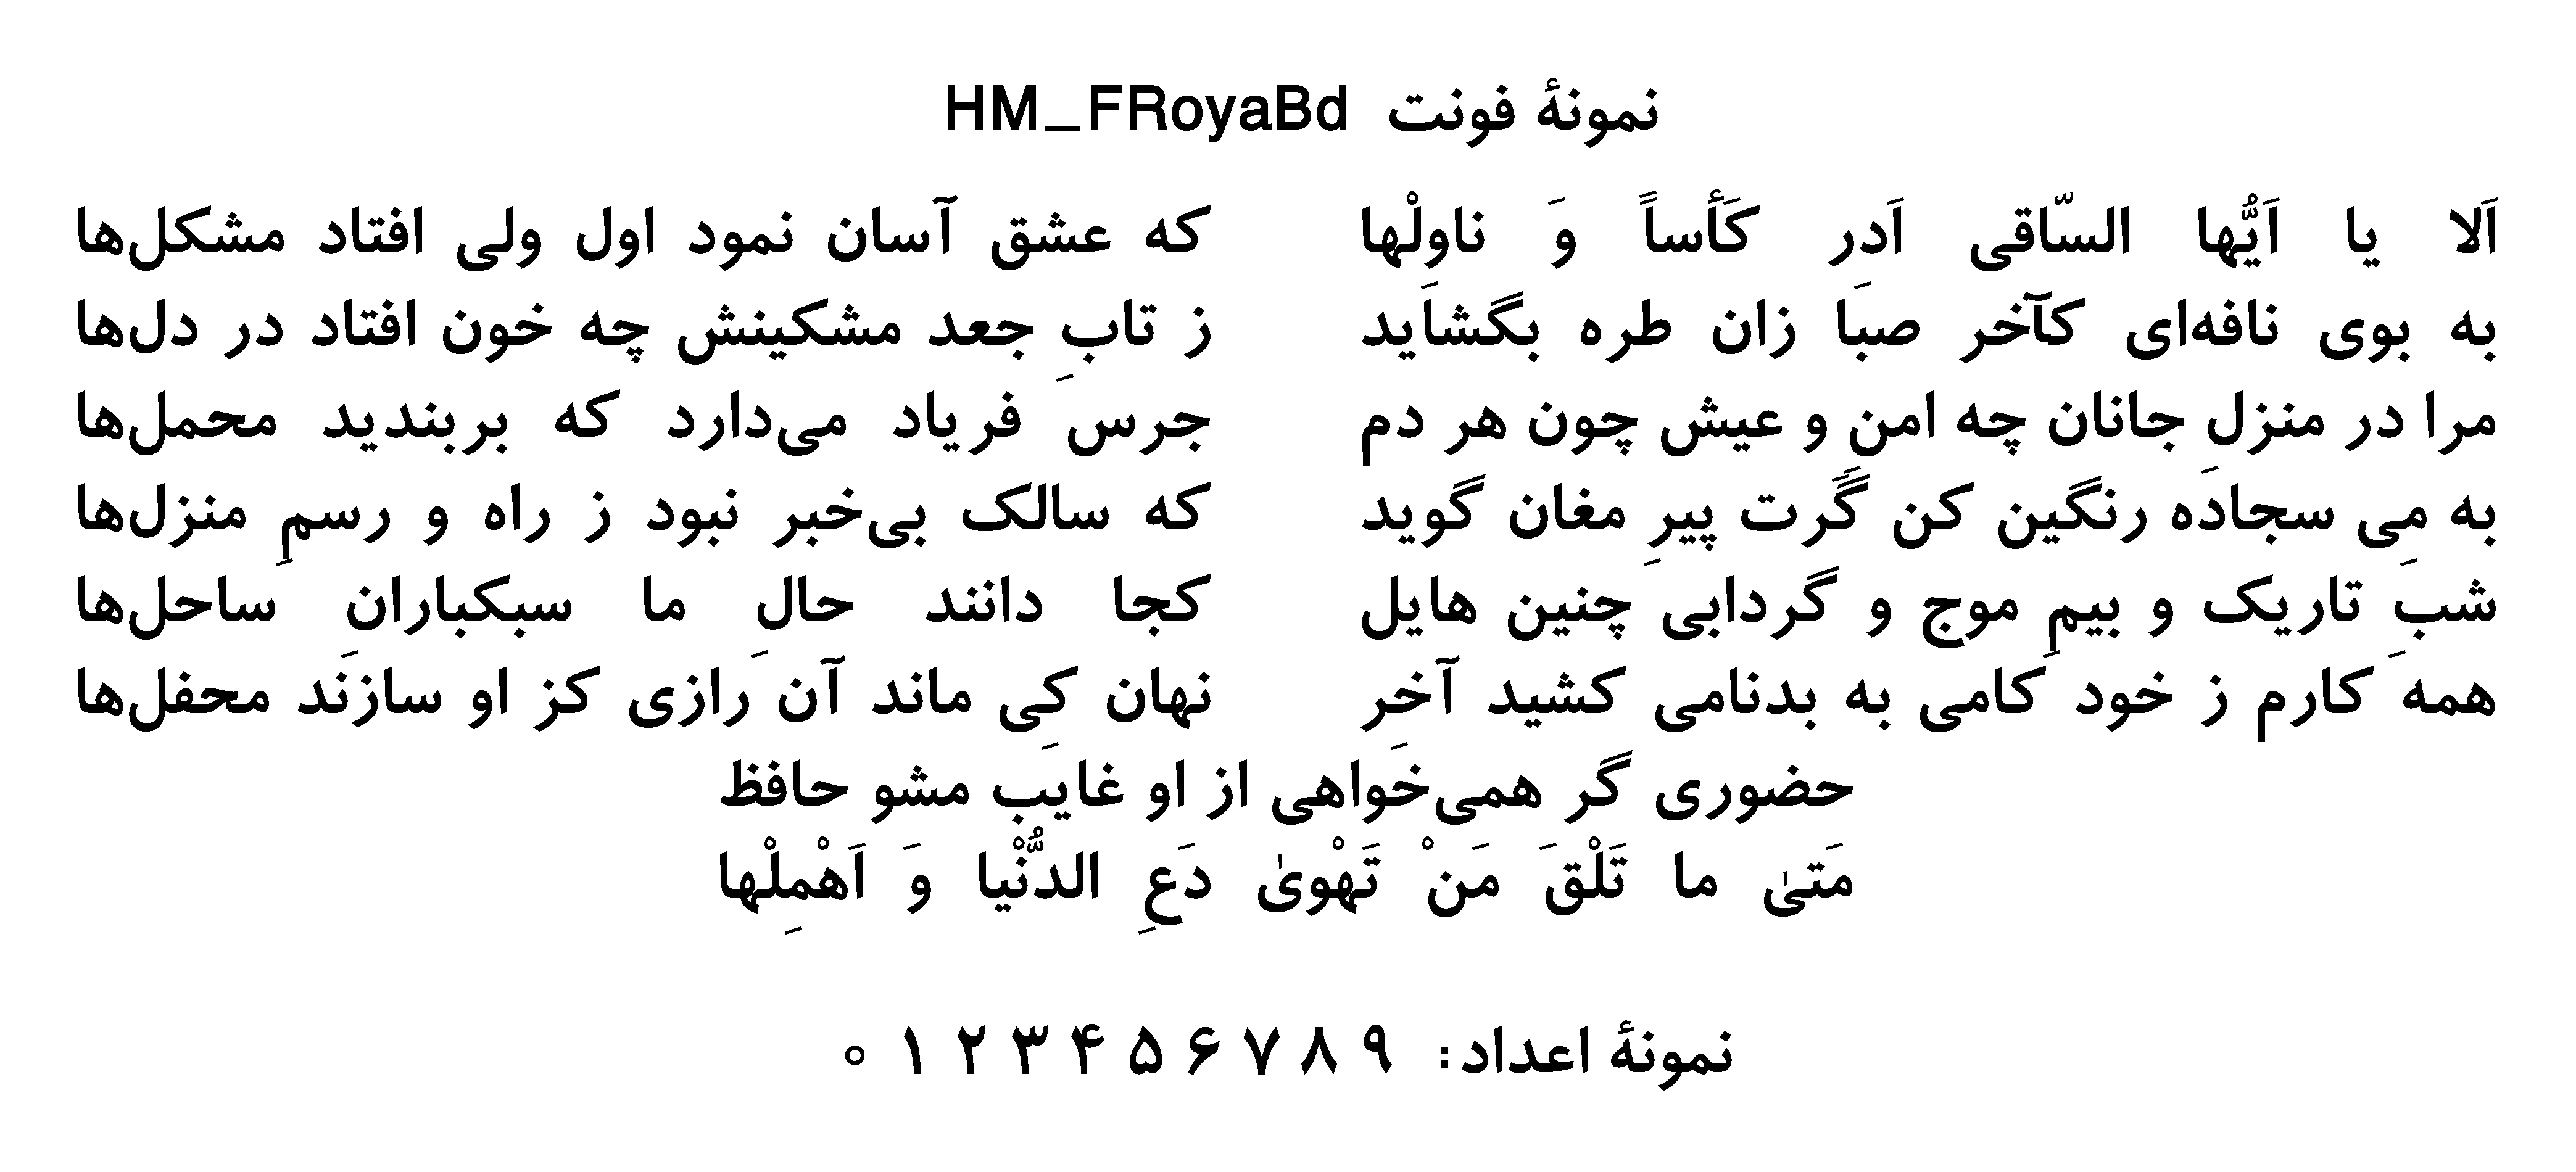 نمونهٔ فونت HM_FRoyaBd
اَلا یا اَیُّها السّاقی اَدِر کَأساً وَ ناوِلْها که عشق آسان نمود اول ولی افتاد مشکل‌ها
به بوی نافه‌ای کآخر صبا زان طره بگشاید ز تابِ جعد مشکینش چه خون افتاد در دل‌ها
مرا در منزلِ جانان چه امن و عیش چون هر دم جرس فریاد می‌دارد که بربندید محمل‌ها
به می سجاده رنگین کن گَرت پیرِ مغان گوید که سالک بی‌خبر نبود ز راه و رسمِ منزل‌ها
شبِ تاریک و بیمِ موج و گردابی چنین هایل کجا دانند حالِ ما سبکبارانِ ساحل‌ها
همه کارم ز خود کامی به بدنامی کشید آخر نهان کی ماند آن رازی کز او سازند محفل‌ها
حضوری گر همی‌خواهی از او غایب مشو حافظ
مَتیٰ ما تَلْقَ مَنْ تَهْویٰ دَعِ الدُّنْیا وَ اَهْمِلْها
نمونهٔ اعداد: ۹ ۸ ۷ ۶ ۵ ۴ ۳ ۲ ۱ ۰